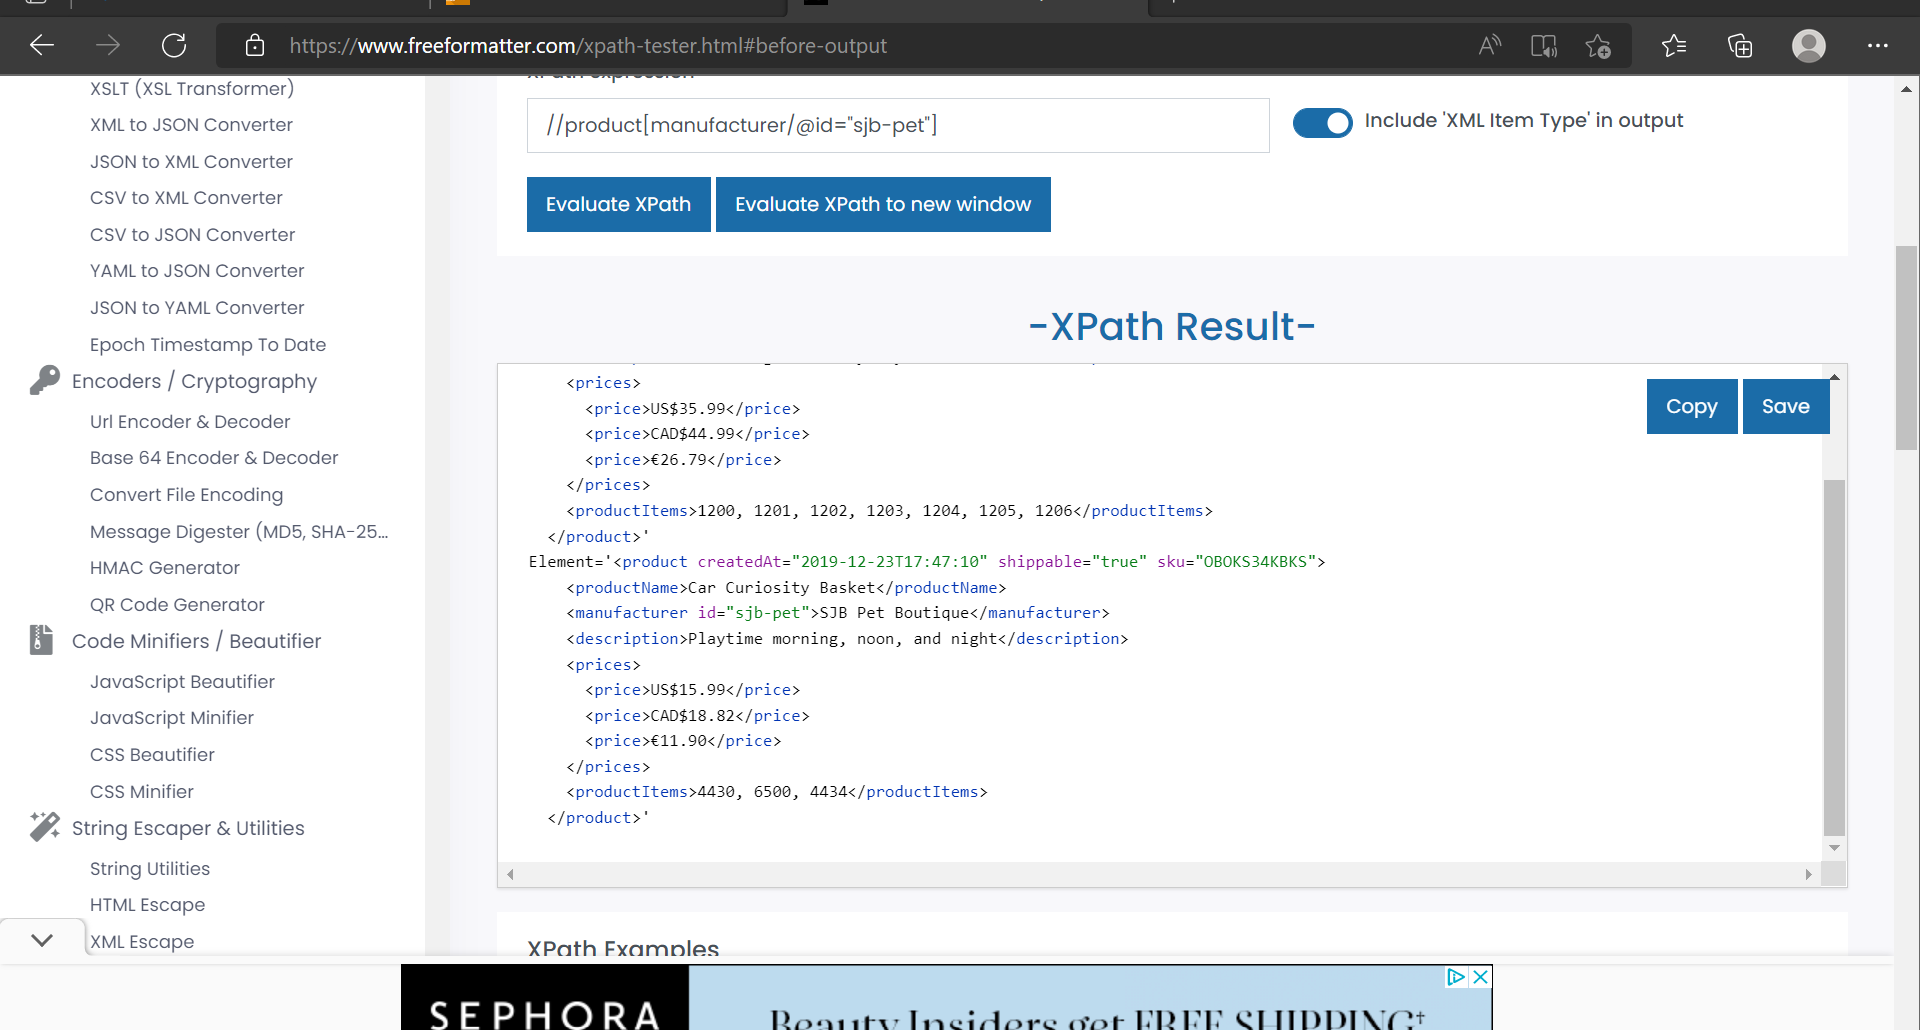 https://www.freeformatter.com/xpath-tester.html#before-output
XSLT (XSL Transformer)
XML to JSON Converter
JSON to XML Converter
CSV to XML Converter
CSV to JSON Converter
YAML to JSON Converter
JSON to YAML Converter
Epoch Timestamp To Date
Encoders / Cryptography
Url Encoder & Decoder
Base 64 Encoder & Decoder
Convert File Encoding
Message Digester (MD5, SHA-25...
HMAC Generator
QR Code Generator
Code Minifiers / Beautifier
JavaScript Beautifier
JavaScript Minifier
CSS Beautifier
CSS Minifier
String Escaper & Utilities
String Utilities
HTML Escape
XML Escape
XPath expression
//product[manufacturer/@id="sjb-pet"]
Include 'XML Item Type' in output
Evaluate XPath
Evaluate XPath to new window
-XPath Result-
Copy
Save
<prices>
<price>US$35.99</price>
<price>CAD$44.99</price>
<price>€26.79</price>
</prices>
<productItems>1200, 1201, 1202, 1203, 1204, 1205, 1206</productItems>
</product>'
Element='<product createdAt="2019-12-23T17:47:10" shippable="true" sku="OBOKS34KBKS">
<productName>Car Curiosity Basket</productName>
<manufacturer id="sjb-pet">SJB Pet Boutique</manufacturer>
<description>Playtime morning, noon, and night</description>
<prices>
<price>US$15.99</price>
<price>CAD$18.82</price>
<price>€11.90</price>
</prices>
<productItems>4430, 6500, 4434</productItems>
</product>'
XPath Examples
SEPHORA
Beauty Insiders get FREE SHIPPING†